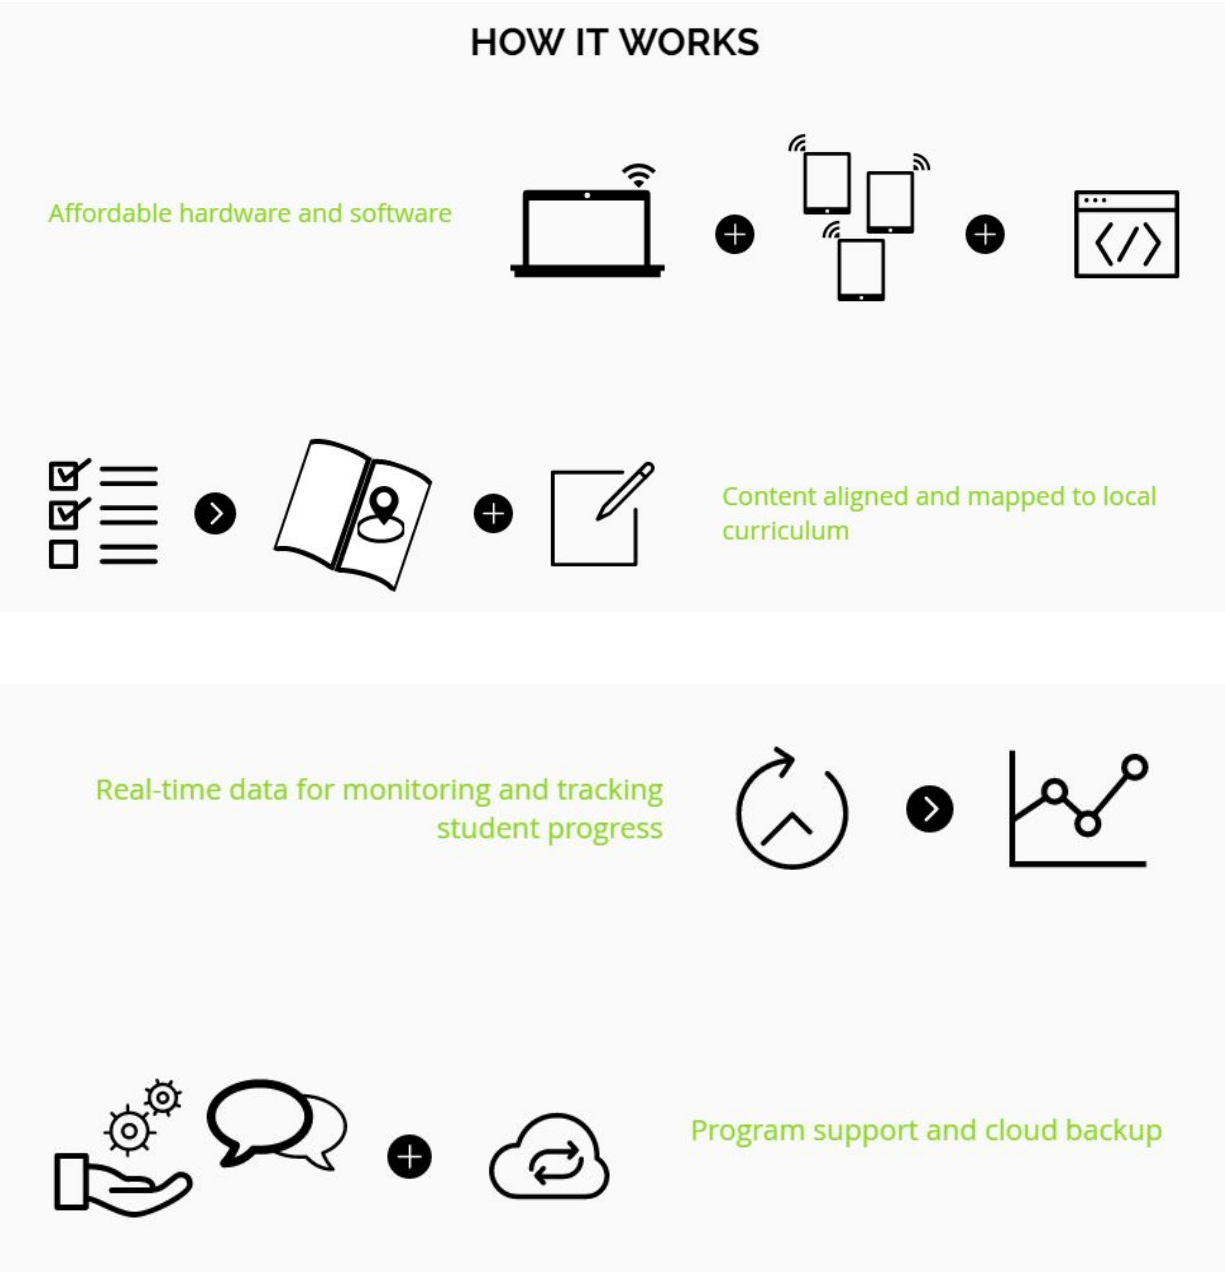 HOW IT WORKS
Affordable hardware and software
Content aligned and mapped to local
curriculum
Real-time data for monitoring and tracking
student progress
Program support and cloud backup